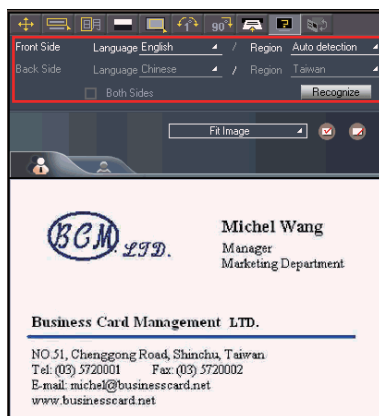 1°
90°
?
Front Side Language English / Region Auto detection
Back Side Language Chinese / Region Taiwan
Both Sides Recognize
Fit Image
BCM. LTD.
Michel Wang
Manager
Marketing Department
Business Card Management LTD.
NO.51, Chenggong Road, Shinchu, Taiwan
Tel: (03) 5720001 Fax: (03) 5720002
E-mail: michel@businesscard.net
www.businesscard.net